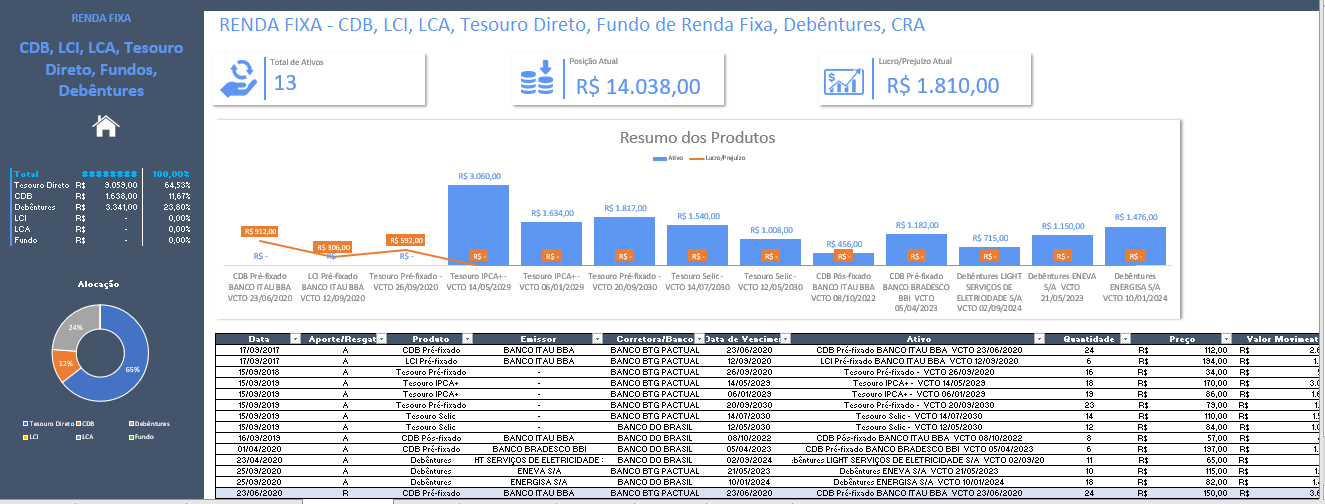 RENDA FIXA
CDB, LCI, LCA, Tesouro
Direto, Fundos,
Debêntures
Total ######## 100,00%
Tesouro Direto R$ 9.059,00 64,53%
CDB R$ 1.638,00 11,67%
Debêntures R$ 3.341,00 23,80%
LCI R$ - 0,00%
LCA R$ - 0,00%
Fundo R$ - 0,00%
Alocação
24%
12%
65%
Tesouro Direto CDB Debêntures
LCI LCA Fundo
RENDA FIXA - CDB, LCI, LCA, Tesouro Direto, Fundo de Renda Fixa, Debêntures, CRA
Total de Ativos
13
Posição Atual
R$ 14.038,00
Lucro/Prejuízo Atual
R$ 1.810,00
Resumo dos Produtos
Ativo Lucro/Prejuízo
R$ 3.060,00
R$ 1.634,00 R$ 1.817,00 R$ 1.540,00 R$ 1.008,00 R$ 456,00 R$ 1.182,00 R$ 715,00 R$ 1.150,00 R$ 1.476,00
R$ 912,00 R$ 306,00 R$ 592,00
R$ - R$ - R$ - R$ - R$ - R$ - R$ - R$ - R$ - R$ - R$ - R$ - R$ -
CDB Pré-fixado BANCO ITAU BBA VCTO 23/06/2020
LCI Pré-fixado BANCO ITAU BBA VCTO 12/09/2020
Tesouro Pré-fixado - VCTO 26/09/2020
Tesouro IPCA+ - VCTO 14/05/2029
Tesouro IPCA+ - VCTO 06/01/2029
Tesouro Pré-fixado - VCTO 20/09/2030
Tesouro Selic - VCTO 14/07/2030
Tesouro Selic - VCTO 12/05/2030
CDB Pós-fixado BANCO ITAU BBA VCTO 08/10/2022
CDB Pré-fixado BANCO BRADESCO BBI VCTO 05/04/2023
Debêntures LIGHT SERVIÇOS DE ELETRICIDADE S/A VCTO 02/09/2024
Debêntures ENEVA S/A VCTO 21/05/2023
Debêntures ENERGISA S/A VCTO 10/01/2024
Data Aporte/Resgat Produto Emissor Corretora/Banco Data de Vencimen Ativo Quantidade Preço Valor Moviment
17/09/2017 A CDB Pré-fixado BANCO ITAU BBA BANCO BTG PACTUAL 23/06/2020 CDB Pré-fixado BANCO ITAU BBA VCTO 23/06/2020 24 R$ 112,00 R$
17/09/2017 A LCI Pré-fixado BANCO ITAU BBA BANCO BTG PACTUAL 12/09/2020 LCI Pré-fixado BANCO ITAU BBA VCTO 12/09/2020 6 R$ 194,00 R$
15/09/2018 A Tesouro Pré-fixado - BANCO BTG PACTUAL 26/09/2020 Tesouro Pré-fixado - VCTO 26/09/2020 16 R$ 34,00 R$
15/09/2019 A Tesouro IPCA+ - BANCO BTG PACTUAL 14/05/2029 Tesouro IPCA+ - VCTO 14/05/2029 18 R$ 170,00 R$
15/09/2019 A Tesouro IPCA+ - BANCO BTG PACTUAL 06/01/2029 Tesouro IPCA+ - VCTO 06/01/2029 19 R$ 86,00 R$
15/09/2019 A Tesouro Pré-fixado - BANCO BTG PACTUAL 20/09/2030 Tesouro Pré-fixado - VCTO 20/09/2030 23 R$ 79,00 R$
15/09/2019 A Tesouro Selic - BANCO BTG PACTUAL 14/07/2030 Tesouro Selic - VCTO 14/07/2030 14 R$ 110,00 R$
15/09/2019 A Tesouro Selic - BANCO DO BRASIL 12/05/2030 Tesouro Selic - VCTO 12/05/2030 12 R$ 84,00 R$
16/09/2019 A CDB Pós-fixado BANCO ITAU BBA BANCO DO BRASIL 08/10/2022 CDB Pós-fixado BANCO ITAU BBA VCTO 08/10/2022 8 R$ 57,00 R$
01/04/2020 A CDB Pré-fixado BANCO BRADESCO BBI BANCO DO BRASIL 05/04/2023 CDB Pré-fixado BANCO BRADESCO BBI VCTO 05/04/2023 6 R$ 197,00 R$
23/04/2020 A Debêntures HT SERVIÇOS DE ELETRICIDADE BANCO DO BRASIL 02/09/2024 bêntures LIGHT SERVIÇOS DE ELETRICIDADE S/A VCTO 02/09/20 11 R$ 65,00 R$
25/09/2020 A Debêntures ENEVA S/A BANCO BTG PACTUAL 21/05/2023 Debêntures ENEVA S/A VCTO 21/05/2023 10 R$ 115,00 R$
25/09/2020 A Debêntures ENERGISA S/A BANCO DO BRASIL 10/01/2024 Debêntures ENERGISA S/A VCTO 10/01/2024 18 R$ 82,00 R$
23/06/2020 R CDB Pré-fixado BANCO ITAU BBA BANCO BTG PACTUAL 23/06/2020 CDB Pré-fixado BANCO ITAU BBA VCTO 23/06/2020 24 R$ 150,00 R$